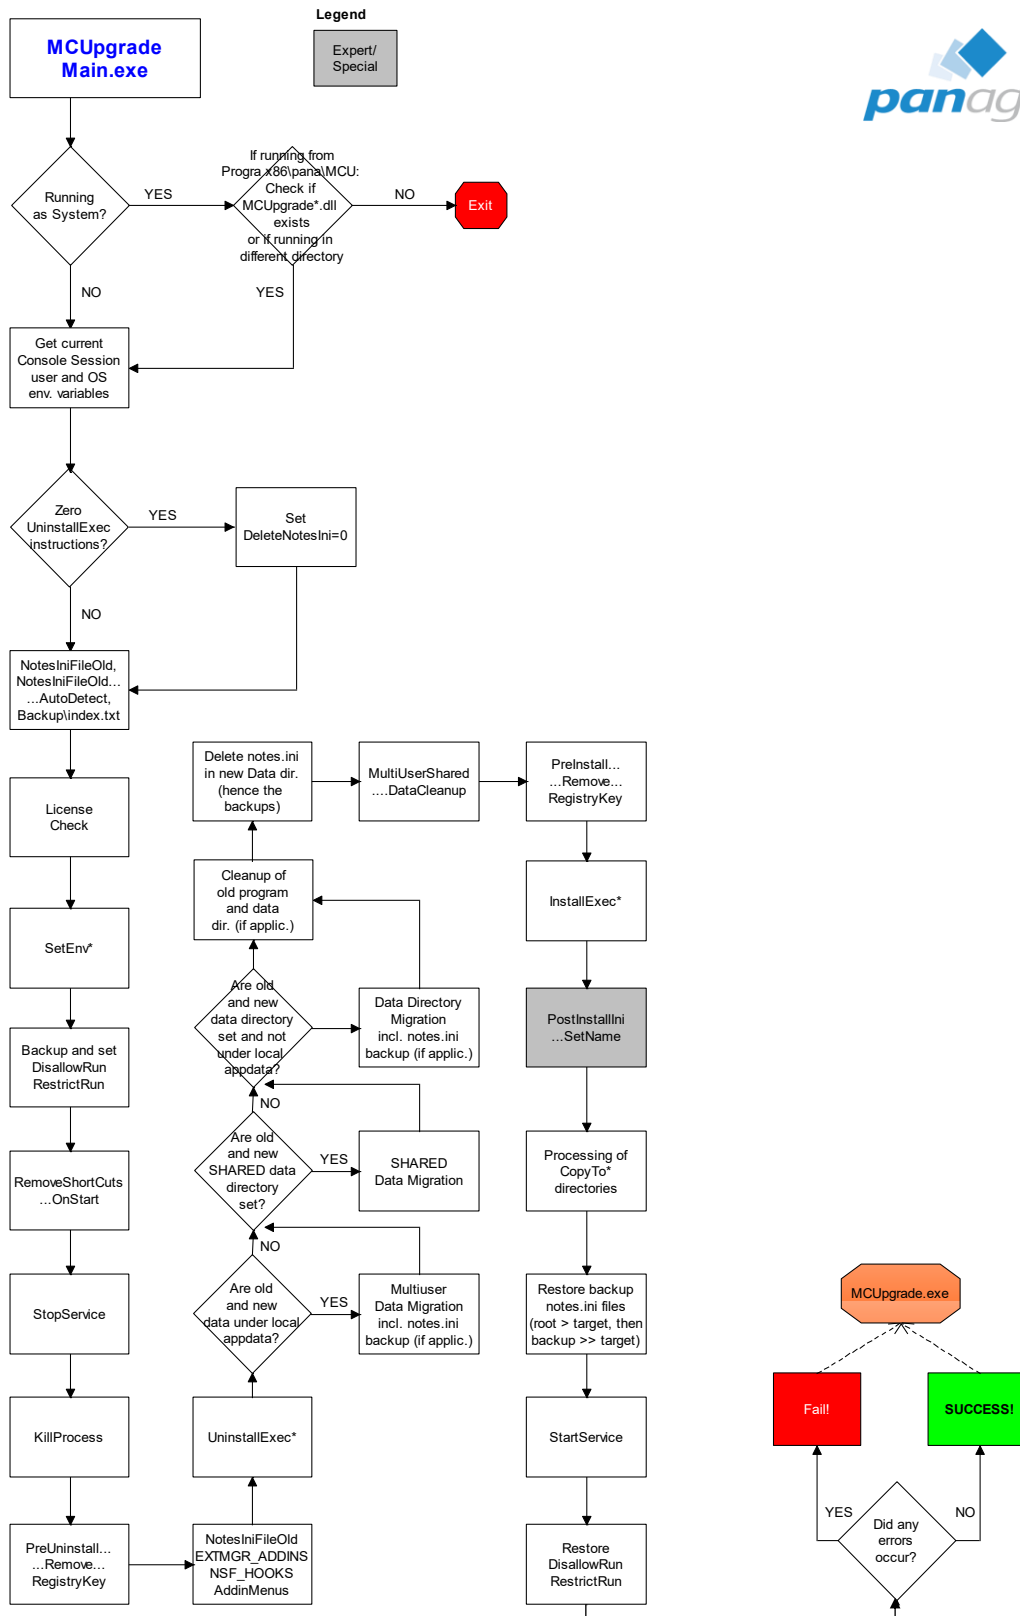 Legend
MCUpgrade
Main.exe
Expert/
Special
panag
Running
as System?
YES
If running from
Progra x86\pana\MCU:
Check if
MCUpgrade*.dll
exists
or if running in
different directory
NO
Exit
NO
YES
Get current
Console Session
user and OS
env. variables
Zero
UninstallExec
instructions?
YES
Set
DeleteNotesIni=0
NO
NotesIniFileOld,
NotesIniFileOld...
...AutoDetect,
Backup\index.txt
License
Check
SetEnv*
Backup and set
DisallowRun
RestrictRun
RemoveShortCuts
...OnStart
StopService
KillProcess
PreUninstall...
...Remove...
RegistryKey
NotesIniFileOld
EXTMGR_ADDINS
NSF_HOOKS
AddinMenus
UninstallExec*
Are old
and new
data under local
appdata?
YES
Multiuser
Data Migration
incl. notes.ini
backup (if applic.)
NO
Are old
and new
SHARED data
directory
set?
YES
SHARED
Data Migration
NO
Are old
and new
data directory
set and not
under local
appdata?
Data Directory
Migration
incl. notes.ini
backup (if applic.)
Cleanup of
old program
and data
dir. (if applic.)
Delete notes.ini
in new Data dir.
(hence the
backups)
MultiUserShared
....DataCleanup
PreInstall...
...Remove...
RegistryKey
InstallExec*
PostInstallIni
...SetName
Processing of
CopyTo*
directories
Restore backup
notes.ini files
(root > target, then
backup >> target)
StartService
Restore
DisallowRun
RestrictRun
MCUpgrade.exe
Fail!
SUCCESS!
YES
NO
Did any
errors
occur?